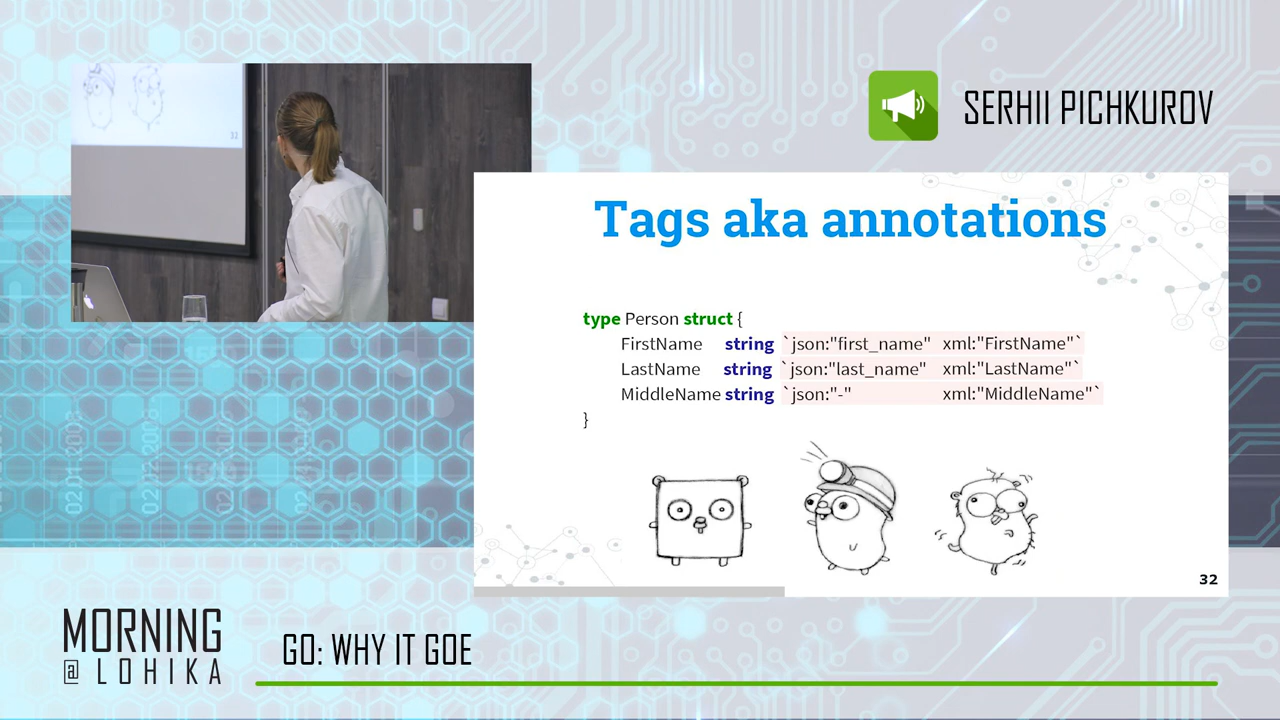 SERHII PICHKUROV
32
Tags aka annotations
type Person struct {
FirstName string `json:"first_name" xml:"FirstName"`
LastName string `json:"last_name" xml:"LastName"`
MiddleName string `json:"-" xml:"MiddleName"`
}
32
MORNING
@ LOHIKA
GO: WHY IT GOE